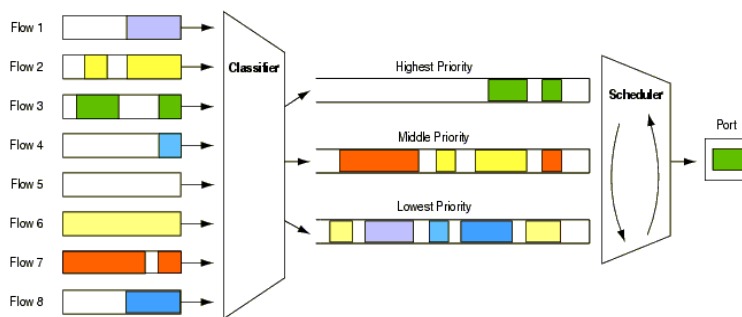 Flow 1
Flow 2
Flow 3
Flow 4
Flow 5
Flow 6
Flow 7
Flow 8
Classifier
Highest Priority
Middle Priority
Lowest Priority
Scheduler
Port